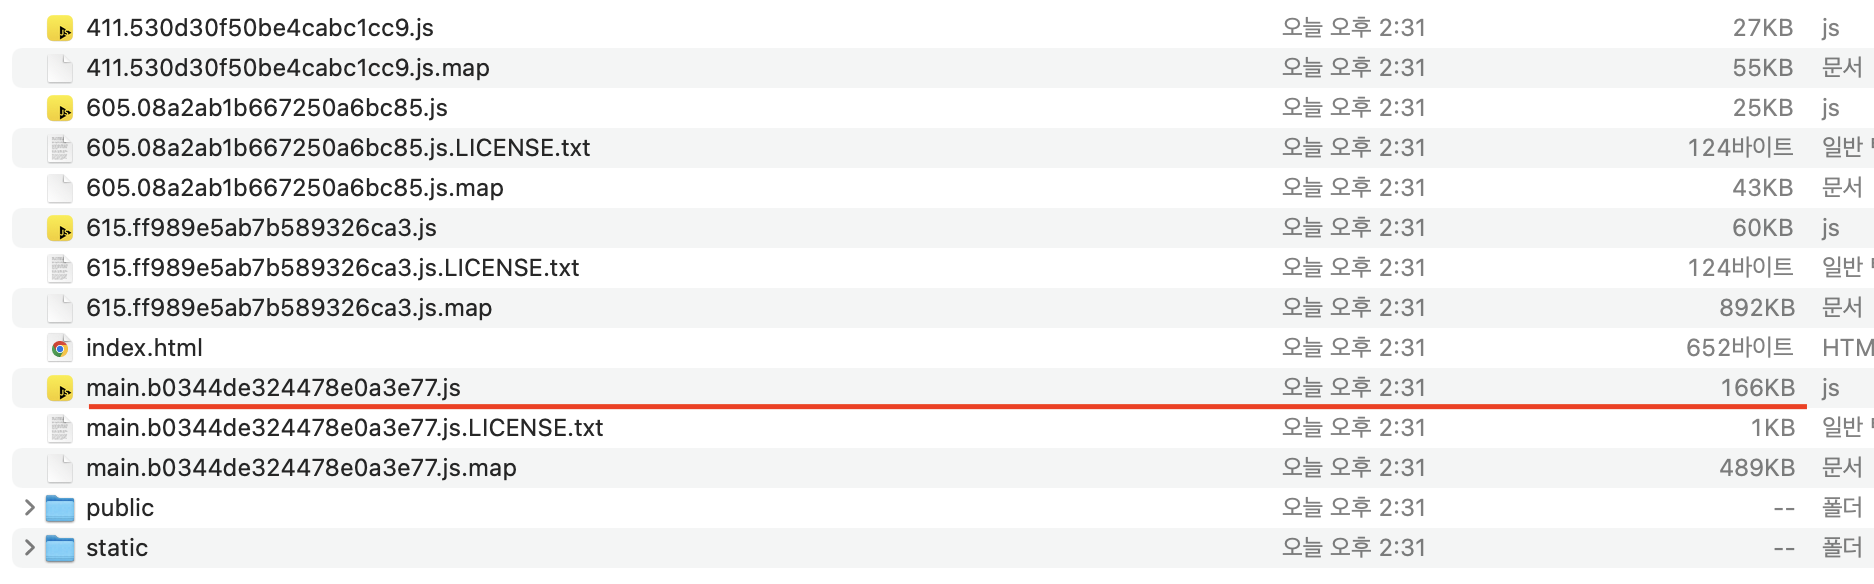 411.530d30f50be4cabc1cc9.js 오늘 오후 2:31 27KB js
411.530d30f50be4cabc1cc9.js.map 오늘 오후 2:31 55KB 문서
605.08a2ab1b667250a6bc85.js 오늘 오후 2:31 25KB js
605.08a2ab1b667250a6bc85.js.LICENSE.txt 오늘 오후 2:31 124바이트 일반
605.08a2ab1b667250a6bc85.js.map 오늘 오후 2:31 43KB 문서
615.ff989e5ab7b589326ca3.js 오늘 오후 2:31 60KB js
615.ff989e5ab7b589326ca3.js.LICENSE.txt 오늘 오후 2:31 124바이트 일반
615.ff989e5ab7b589326ca3.js.map 오늘 오후 2:31 892KB 문서
index.html 오늘 오후 2:31 652바이트 HTM
main.b0344de324478e0a3e77.js 오늘 오후 2:31 166KB js
main.b0344de324478e0a3e77.js.LICENSE.txt 오늘 오후 2:31 1KB 일반
main.b0344de324478e0a3e77.js.map 오늘 오후 2:31 489KB 문서
public 오늘 오후 2:31 -- 폴더
static 오늘 오후 2:31 -- 폴더